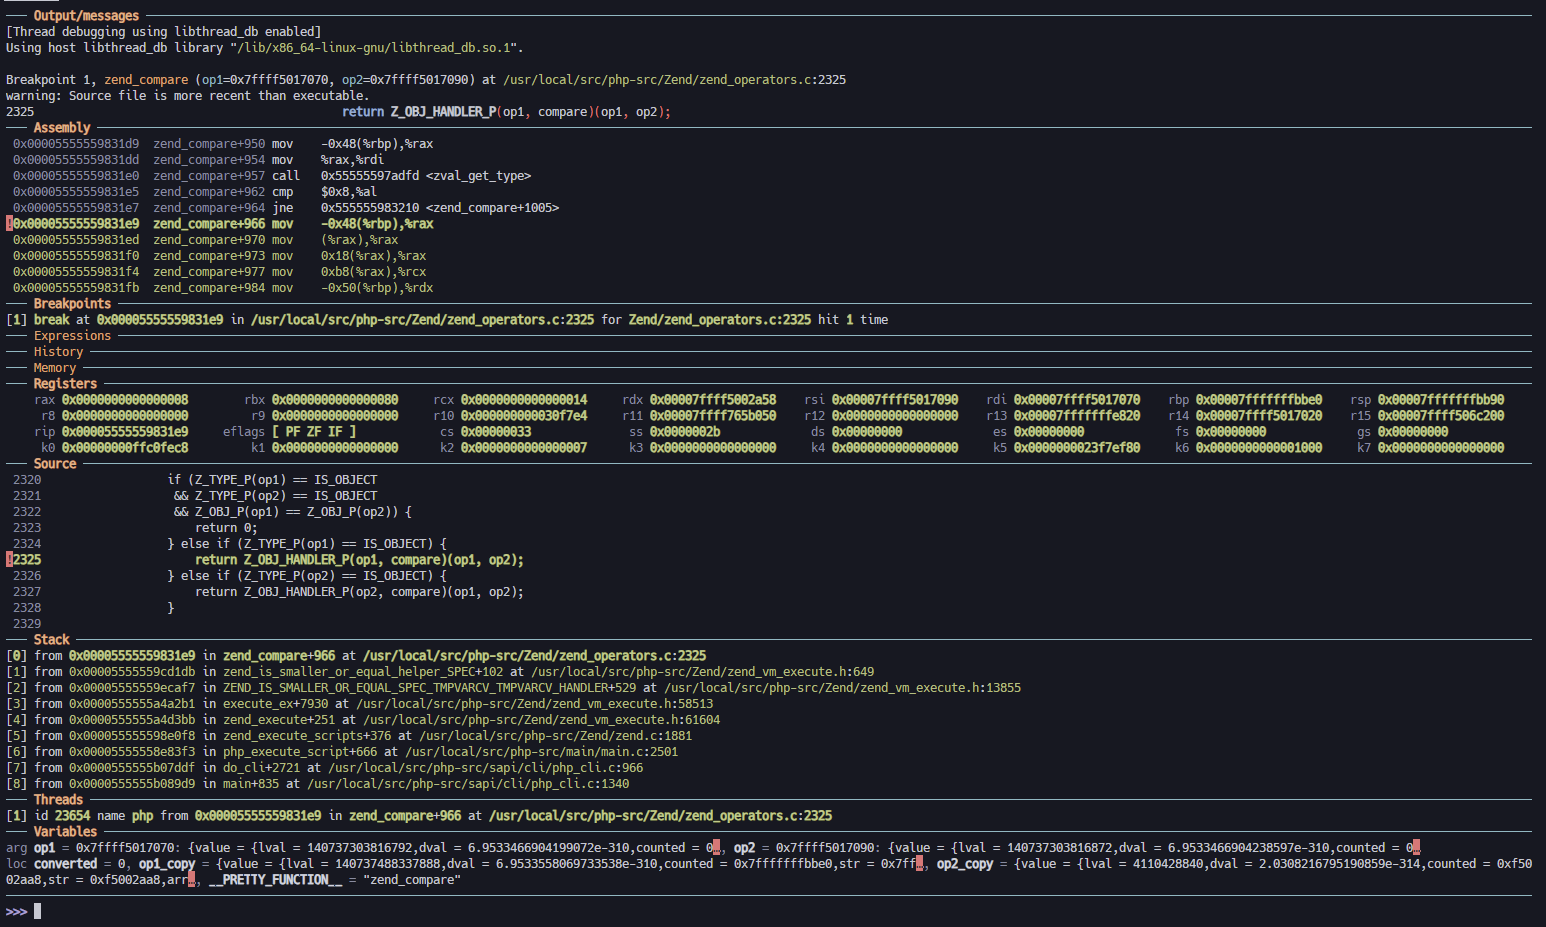 Output/messages
[Thread debugging using libthread_db enabled]
Using host libthread_db library "/lib/x86_64-linux-gnu/libthread_db.so.1".
Breakpoint 1, zend_compare (op1=0x7ffff5017070, op2=0x7ffff5017090) at /usr/local/src/php-src/Zend/zend_operators.c:2325
warning: Source file is more recent than executable.
2325 return Z_OBJ_HANDLER_P(op1, compare)(op1, op2);
Assembly
0x00005555559831d9 zend_compare+950 mov -0x48(%rbp),%rax
0x00005555559831dd zend_compare+954 mov %rax,%rdi
0x00005555559831e0 zend_compare+957 call 0x55555597adfd <zval_get_type>
0x00005555559831e5 zend_compare+962 cmp $0x8,%al
0x00005555559831e7 zend_compare+964 jne 0x555555983210 <zend_compare+1005>
!0x00005555559831e9 zend_compare+966 mov -0x48(%rbp),%rax
0x00005555559831ed zend_compare+970 mov (%rax),%rax
0x00005555559831f0 zend_compare+973 mov 0x18(%rax),%rax
0x00005555559831f4 zend_compare+977 mov 0xb8(%rax),%rcx
0x00005555559831fb zend_compare+984 mov -0x50(%rbp),%rdx
Breakpoints
[1] break at 0x00005555559831e9 in /usr/local/src/php-src/Zend/zend_operators.c:2325 for Zend/zend_operators.c:2325 hit 1 time
Expressions
History
Memory
Registers
rax 0x0000000000000008 rbx 0x0000000000000080 rcx 0x0000000000000014 rdx 0x00007ffff5002a58 rsi 0x00007ffff5017090 rdi 0x00007ffff5017070 rbp 0x00007fffffffbbe0 rsp 0x00007fffffffbb90
r8 0x0000000000000000 r9 0x0000000000000000 r10 0x000000000030f7e4 r11 0x00007ffff765b050 r12 0x0000000000000000 r13 0x00007fffffffe820 r14 0x00007ffff5017020 r15 0x00007ffff506c200
rip 0x00005555559831e9 eflags [ PF ZF IF ] cs 0x00000033 ss 0x0000002b ds 0x00000000 es 0x00000000 fs 0x00000000 gs 0x00000000
k0 0x00000000ffc0fec8 k1 0x0000000000000000 k2 0x0000000000000007 k3 0x0000000000000000 k4 0x0000000000000000 k5 0x0000000023f7ef80 k6 0x0000000000001000 k7 0x0000000000000000
Source
2320 if (Z_TYPE_P(op1) == IS_OBJECT
2321 && Z_TYPE_P(op2) == IS_OBJECT
2322 && Z_OBJ_P(op1) == Z_OBJ_P(op2)) {
2323 return 0;
2324 } else if (Z_TYPE_P(op1) == IS_OBJECT) {
!2325 return Z_OBJ_HANDLER_P(op1, compare)(op1, op2);
2326 } else if (Z_TYPE_P(op2) == IS_OBJECT) {
2327 return Z_OBJ_HANDLER_P(op2, compare)(op1, op2);
2328 }
2329
Stack
[0] from 0x00005555559831e9 in zend_compare+966 at /usr/local/src/php-src/Zend/zend_operators.c:2325
[1] from 0x00005555559cd1db in zend_is_smaller_or_equal_helper_SPEC+102 at /usr/local/src/php-src/Zend/zend_vm_execute.h:649
[2] from 0x00005555559ecaf7 in ZEND_IS_SMALLER_OR_EQUAL_SPEC_TMPVARCV_TMPVARCV_HANDLER+529 at /usr/local/src/php-src/Zend/zend_vm_execute.h:13855
[3] from 0x0000555555a4a2b1 in execute_ex+7930 at /usr/local/src/php-src/Zend/zend_vm_execute.h:58513
[4] from 0x0000555555a4d3bb in zend_execute+251 at /usr/local/src/php-src/Zend/zend_vm_execute.h:61604
[5] from 0x00005555598e0f8 in zend_execute_scripts+376 at /usr/local/src/php-src/Zend/zend.c:1881
[6] from 0x00005555558e83f3 in php_execute_script+666 at /usr/local/src/php-src/main/main.c:2501
[7] from 0x0000555555b07ddf in do_cli+2721 at /usr/local/src/php-src/sapi/cli/php_cli.c:966
[8] from 0x0000555555b089d9 in main+835 at /usr/local/src/php-src/sapi/cli/php_cli.c:1340
Threads
[1] id 23654 name php from 0x00005555559831e9 in zend_compare+966 at /usr/local/src/php-src/Zend/zend_operators.c:2325
Variables
arg op1 = 0x7ffff5017070: {value = {lval = 140737303816792,dval = 6.9533466904199072e-310,counted = 0…, op2 = 0x7ffff5017090: {value = {lval = 140737303816872,dval = 6.9533466904238597e-310,counted = 0…
loc converted = 0, op1_copy = {value = {lval = 140737488337888,dval = 6.9533558069733538e-310,counted = 0x7fffffffbbe0,str = 0x7ff…, op2_copy = {value = {lval = 4110428840,dval = 2.0308216795190859e-314,counted = 0xf50
02aa8,str = 0xf5002aa8,arr…, __PRETTY_FUNCTION__ = "zend_compare"
>>>